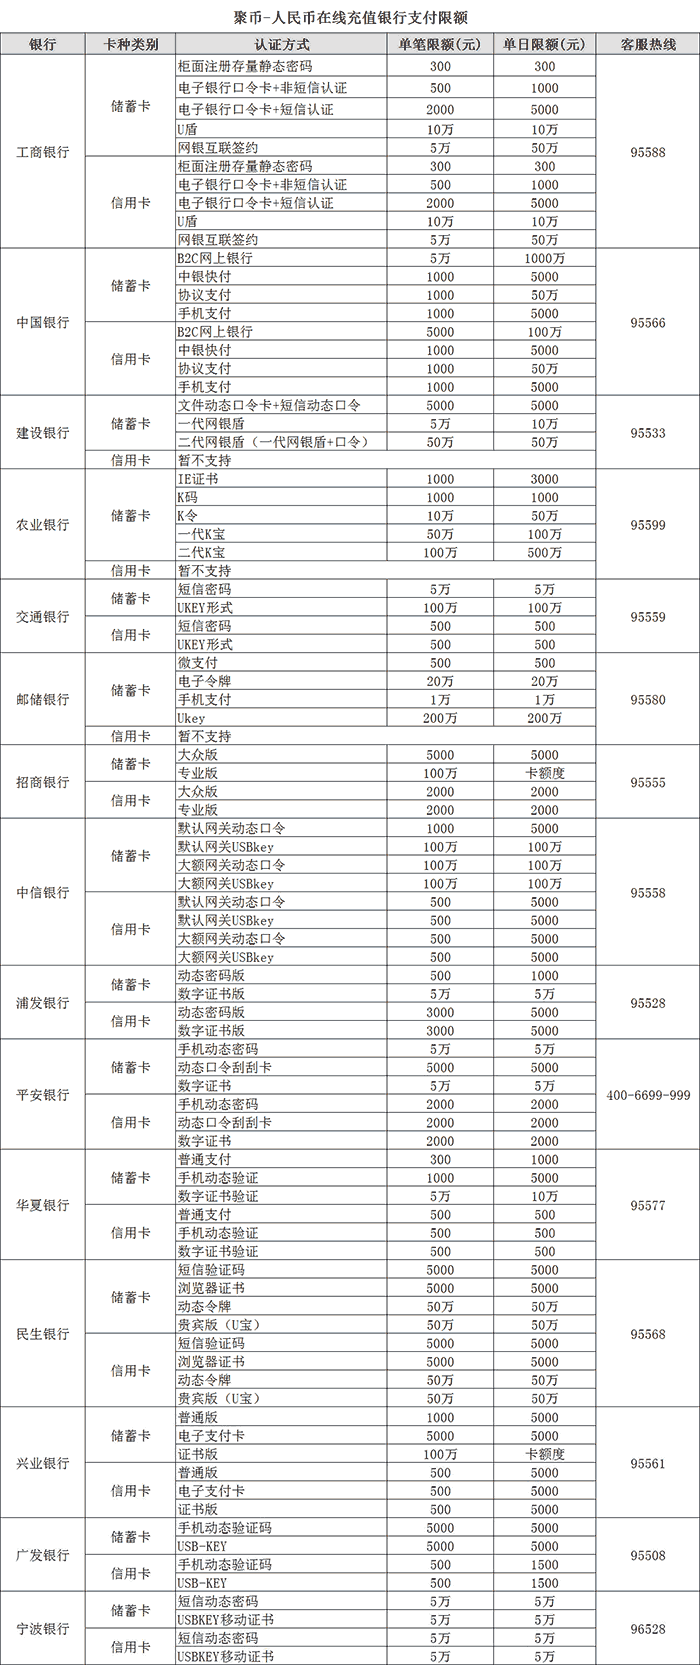 聚币-人民币在线充值银行支付限额
银行 卡种类别 认证方式 单笔限额(元) 单日限额(元) 客服热线
工商银行 储蓄卡 柜面注册存量静态密码 300 300 95588
电子银行口令卡+非短信认证 500 1000
电子银行口令卡+短信认证 2000 5000
U盾 10万 10万
网银互联签约 5万 50万
信用卡 柜面注册存量静态密码 300 300
电子银行口令卡+非短信认证 500 1000
电子银行口令卡+短信认证 2000 5000
U盾 10万 10万
网银互联签约 5万 50万
中国银行 储蓄卡 B2C网上银行 5万 1000万 95566
中银快付 1000 5000
协议支付 1000 50万
手机支付 1000 5000
信用卡 B2C网上银行 5000 100万
中银快付 1000 5000
协议支付 1000 50万
手机支付 1000 5000
建设银行 储蓄卡 文件动态口令卡+短信动态口令 5000 5000 95533
一代网银盾 5万 10万
二代网银盾（一代网银盾+口令） 50万 50万
信用卡 暂不支持
农业银行 储蓄卡 IE证书 1000 3000 95599
K码 1000 1000
K令 10万 50万
一代K宝 50万 100万
二代K宝 100万 500万
信用卡 暂不支持
交通银行 储蓄卡 短信密码 5万 5万 95559
UKEY形式 100万 100万
信用卡 短信密码 500 500
UKEY形式 500 500
邮储银行 储蓄卡 微支付 500 500 95580
电子令牌 20万 20万
手机支付 1万 1万
Ukey 200万 200万
信用卡 暂不支持
招商银行 储蓄卡 大众版 5000 5000 95555
专业版 100万 卡额度
信用卡 大众版 2000 2000
专业版 2000 2000
中信银行 储蓄卡 默认网关动态口令 1000 5000 95558
默认网关USBkey 100万 100万
大额网关动态口令 100万 100万
大额网关USBkey 100万 100万
信用卡 默认网关动态口令 500 5000
默认网关USBkey 500 5000
大额网关动态口令 500 5000
大额网关USBkey 500 5000
浦发银行 储蓄卡 动态密码版 500 1000 95528
数字证书版 5万 5万
信用卡 动态密码版 3000 5000
数字证书版 3000 5000
平安银行 储蓄卡 手机动态密码 5万 5万 400-6699-999
动态口令刮刮卡 5000 5000
数字证书 5万 5万
信用卡 手机动态密码 2000 2000
动态口令刮刮卡 2000 2000
数字证书 2000 2000
华夏银行 储蓄卡 普通支付 300 1000 95577
手机动态验证 1000 5000
数字证书验证 5万 10万
信用卡 普通支付 500 500
手机动态验证 500 500
数字证书验证 500 500
民生银行 储蓄卡 短信验证码 5000 5000 95568
浏览器证书 5000 5000
动态令牌 50万 50万
贵宾版（U宝） 50万 50万
信用卡 短信验证码 5000 5000
浏览器证书 5000 5000
动态令牌 50万 50万
贵宾版（U宝） 50万 50万
兴业银行 储蓄卡 普通版 1000 5000 95561
电子支付卡 5000 5000
证书版 100万 卡额度
信用卡 普通版 500 5000
电子支付卡 500 5000
证书版 500 5000
广发银行 储蓄卡 手机动态验证码 5000 5000 95508
USB-KEY 5000 5000
信用卡 手机动态验证码 500 1500
USB-KEY 500 1500
宁波银行 储蓄卡 短信动态密码 5万 5万 96528
USBKEY移动证书 5万 5万
信用卡 短信动态密码 5万 5万
USBKEY移动证书 5万 5万